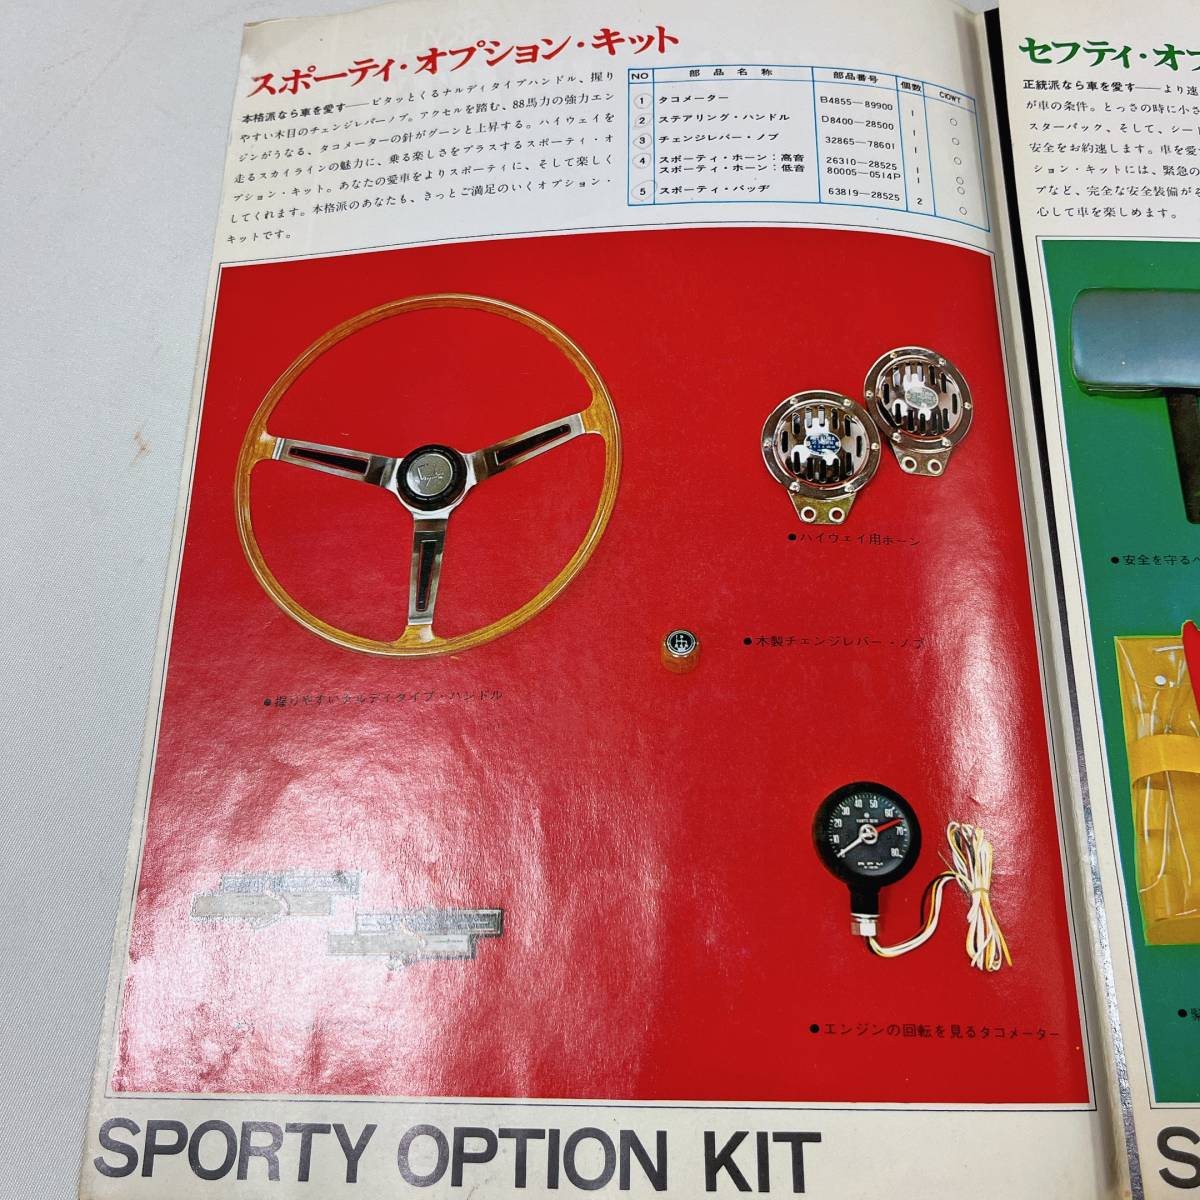 スポーティ・オプション・キット
本格派なら車を愛す──ピタッとくるナルディタイプハンドル、握り
やすい木目のチェンジレバーノブ。アクセルを踏む、88馬力の強力エン
ジンがうなる、タコメーターの針がグーンと上昇する。ハイウェイを
走るスカイラインの魅力に、乗る楽しさをプラスするスポーティ・オ
プション・キット。あなたの愛車をよりスポーティに、そして楽しく
してくれます。本格派のあなたも、きっとご満足のいくオプション・
キットです。
NO 部品名称 部品番号 個数 C10WT
1 タコメーター B4855-89900 1 ○
2 ステアリング・ハンドル D8400-28500 1 ○
3 チェンジレバー・ノブ 32865-78601 1 ○
4 スポーティ・ホーン:高音 26310-28525 1 ○
スポーティ・ホーン:低音 80005-0514P 1 ○
5 スポーティ・バッヂ 63819-28525 2 ○
●ハイウェイ用ホーン
●木製チェンジレバー・ノブ
●握りやすいナルディタイプ・ハンドル
10 20 30 40 50 60 70 80
RPM
●エンジンの回転を見るタコメーター
SPORTY OPTION KIT
セフティ・オプ
正統派なら車を愛す──より速
が車の条件。とっさの時に小さ
スターパック、そして、シー
安全をお約束します。車を愛
ション・キットには、緊急の
プなど、完全な安全装備が
心して車を楽しめます。
●安全を守るヘ
●緊
S